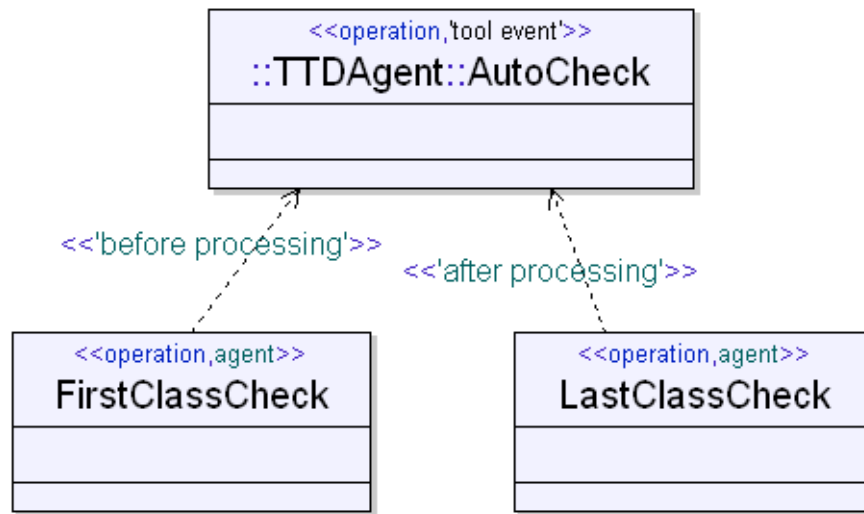 <<operation,'tool event'>>
::TTDAgent::AutoCheck
<<'before processing'>>
<<'after processing'>>
<<operation,agent>>
FirstClassCheck
<<operation,agent>>
LastClassCheck